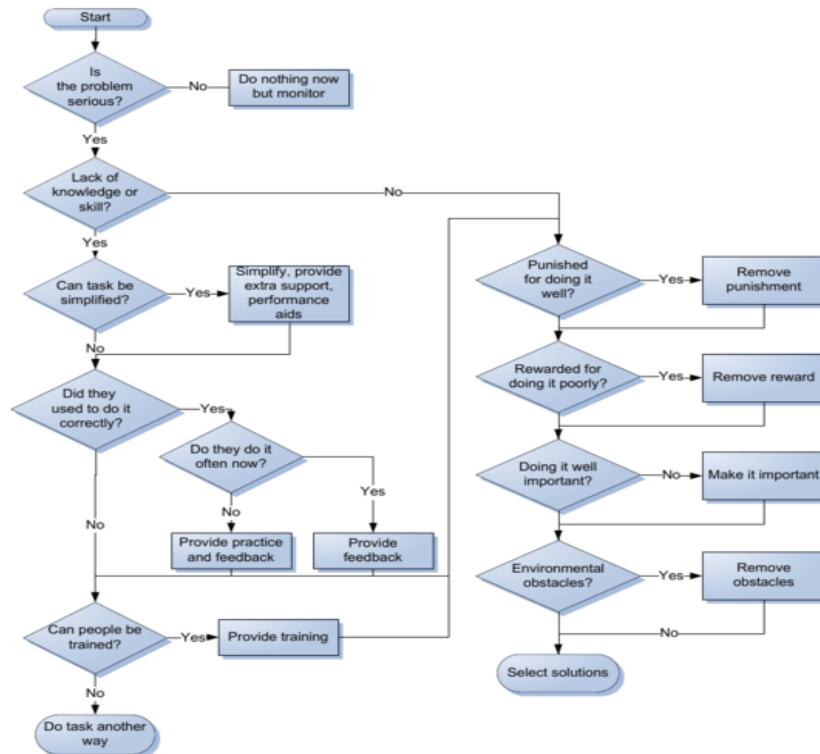 Start
Is
the problem
serious?
No
Do nothing now
but monitor
Yes
Lack of
knowledge or
skill?
No
Yes
Can task be
simplified?
Yes
Simplify, provide
extra support,
performance
aids
No
Did they
used to do it
correctly?
Yes
Do they do it
often now?
No
Yes
Provide practice
and feedback
Provide
feedback
No
Can people be
trained?
Yes
Provide training
No
Do task another
way
Punished
for doing it
well?
Yes
Remove
punishment
Rewarded for
doing it poorly?
Yes
Remove reward
Doing it well
important?
No
Make it important
Environmental
obstacles?
Yes
Remove
obstacles
No
Select solutions